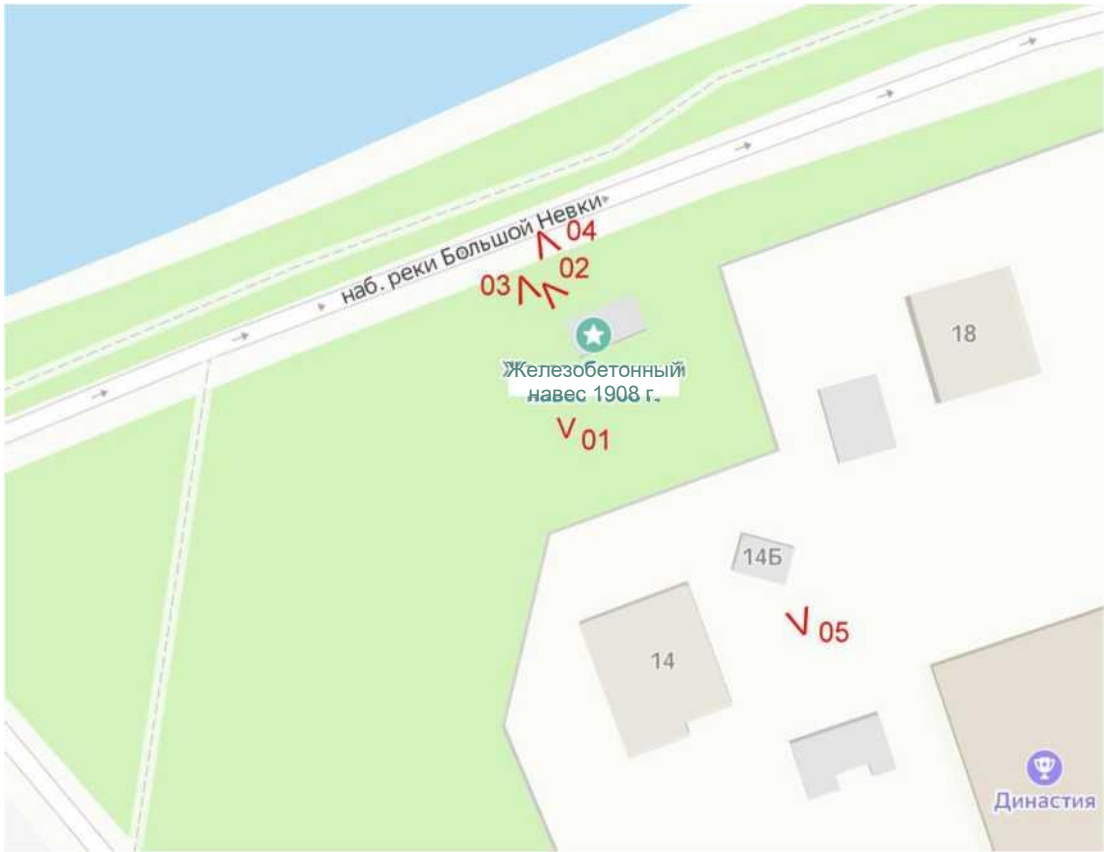 наб. реки Большой Невки
04
02
03
Железобетонный
навес 1908 г.
18
01
14Б
05
14
Династия